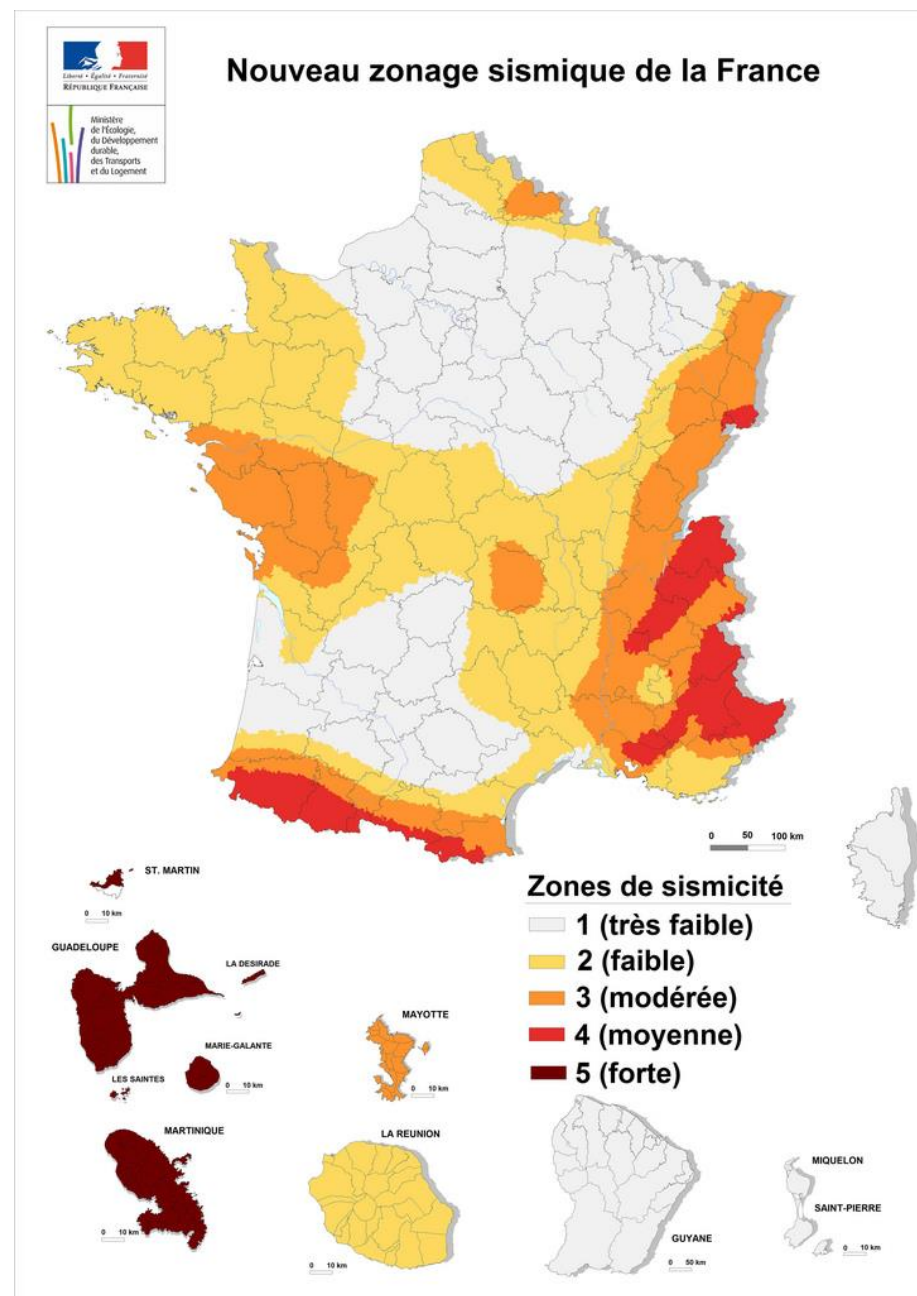 Liberté • Égalité • Fraternité
RÉPUBLIQUE FRANÇAISE
Ministère
de l'Écologie,
du Développement
durable,
des Transports
et du Logement
Nouveau zonage sismique de la France
0 50 100 km
Zones de sismicité
1 (très faible)
2 (faible)
3 (modérée)
4 (moyenne)
5 (forte)
ST. MARTIN
0 10 km
GUADELOUPE
LA DESIRADE
MARIE-GALANTE
0 10 km
LES SAINTES
0 10 km
MAYOTTE
0 10 km
MARTINIQUE
0 10 km
LA REUNION
0 10 km
GUYANE
0 50 km
MIQUELON
SAINT-PIERRE
0 10 km